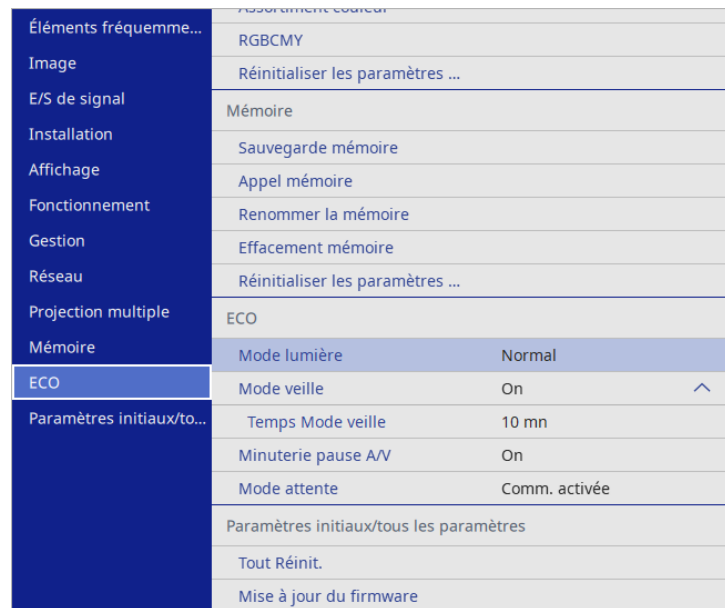 Éléments fréquemme...
Image
E/S de signal
Installation
Affichage
Fonctionnement
Gestion
Réseau
Projection multiple
Mémoire
ECO
Paramètres initiaux/to...
Assortiment couleur
RGBCMY
Réinitialiser les paramètres ...
Mémoire
Sauvegarde mémoire
Appel mémoire
Renommer la mémoire
Effacement mémoire
Réinitialiser les paramètres ...
ECO
Mode lumière Normal
Mode veille On
Temps Mode veille 10 mn
Minuterie pause A/V On
Mode attente Comm. activée
Paramètres initiaux/tous les paramètres
Tout Réinit.
Mise à jour du firmware